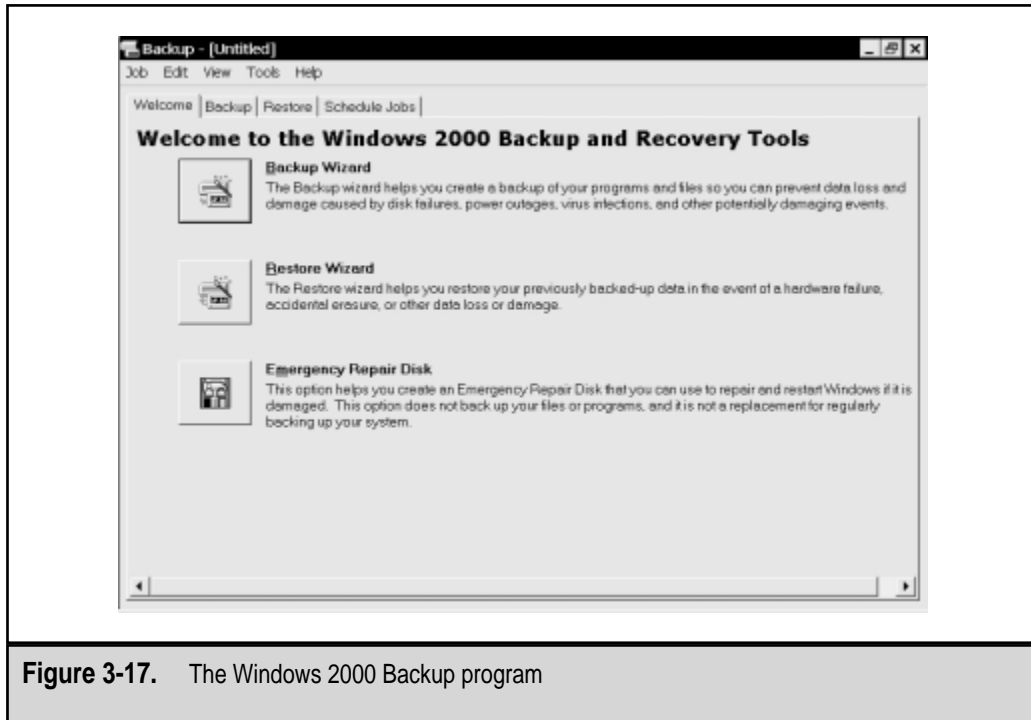 Backup - [Untitled]
Job Edit View Tools Help
Welcome Backup Restore Schedule Jobs
Welcome to the Windows 2000 Backup and Recovery Tools
Backup Wizard
The Backup wizard helps you create a backup of your programs and files so you can prevent data loss and
damage caused by disk failures, power outages, virus infections, and other potentially damaging events.
Restore Wizard
The Restore wizard helps you restore your previously backed-up data in the event of a hardware failure,
accidental erasure, or other data loss or damage.
Emergency Repair Disk
This option helps you create an Emergency Repair Disk that you can use to repair and restart Windows if it is
damaged. This option does not back up your files or programs, and it is not a replacement for regularly
backing up your system.
Figure 3-17. The Windows 2000 Backup program